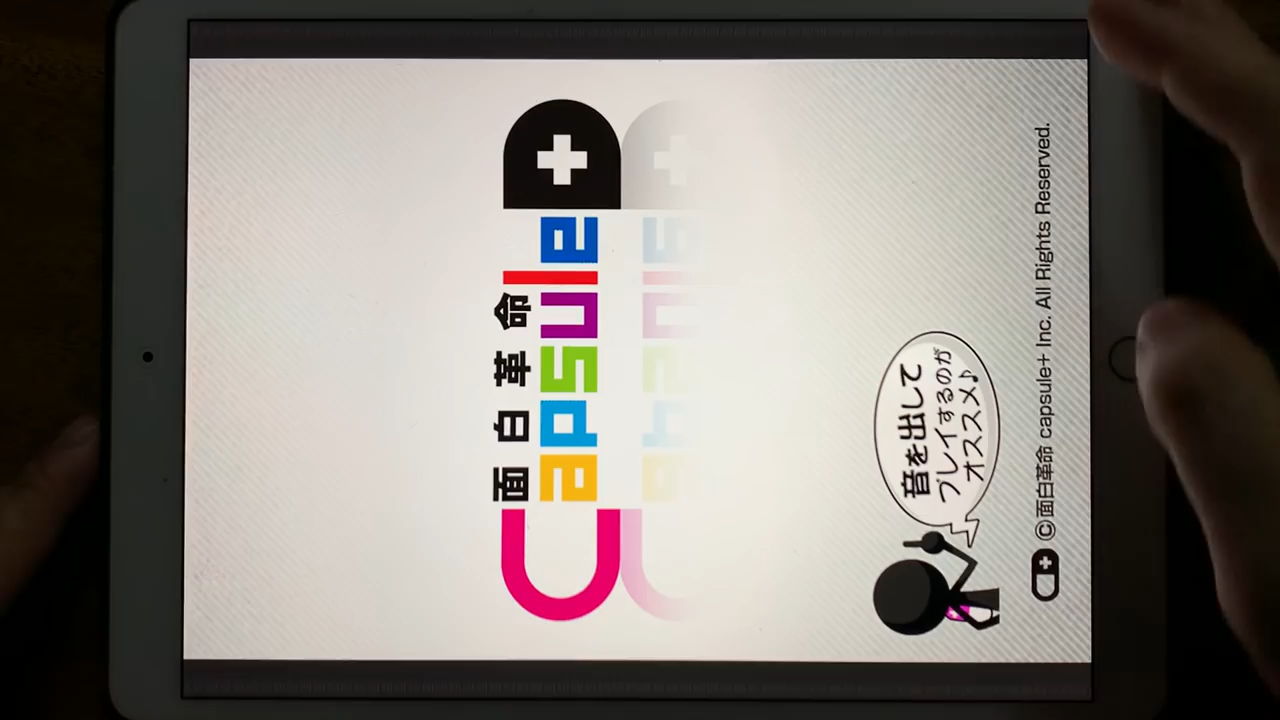 面白革命
capsule+
音を出して
プレイするのが
オススメ♪
©面白革命 capsule+ Inc. All Rights Reserved.